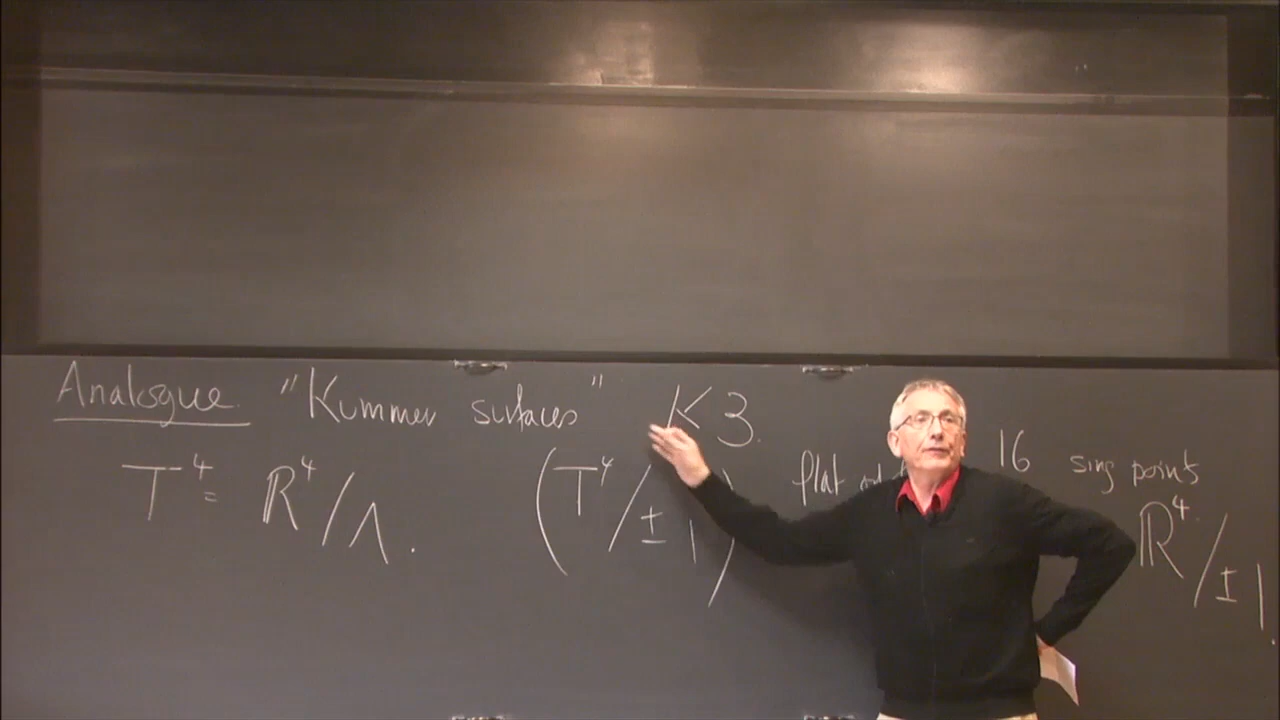 Analogue "Kummer surfaces" K3.
T⁴ = ℝ⁴/Λ. (T⁴/±1) flat 16 sing points
ℝ⁴/±1.